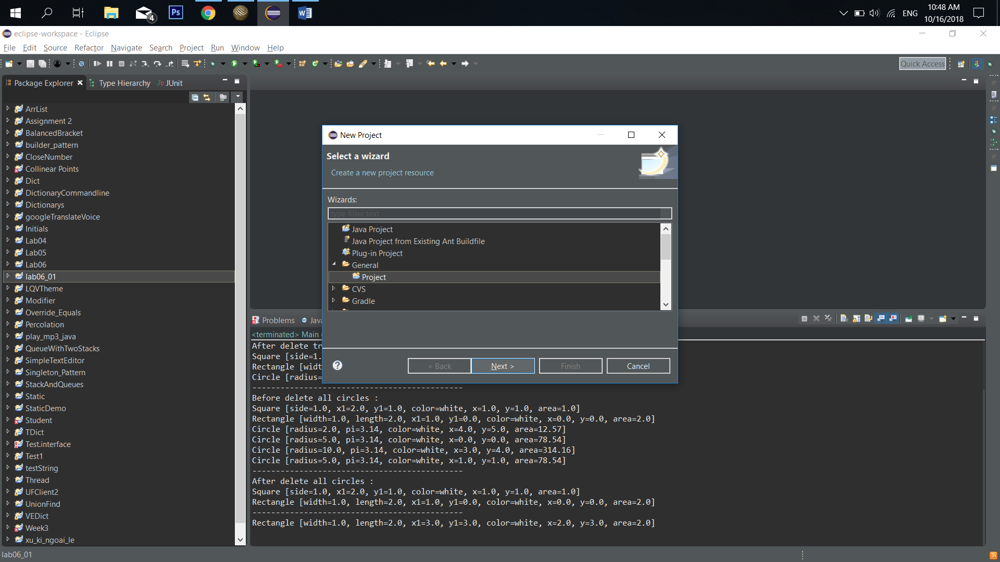 4
Ps
W
ENG
10:48 AM
10/16/2018
eclipse-workspace - Eclipse
File Edit Source Refactor Navigate Search Project Run Window Help
Quick Access
Package Explorer
Type Hierarchy
JU JUnit
ArrList
Assignment 2
BalancedBracket
builder_pattern
CloseNumber
Collinear Points
Dict
DictionaryCommandline
Dictionarys
googleTranslateVoice
Initials
Lab04
Lab05
Lab06
lab06_01
LQVTheme
Modifier
Override_Equals
Percolation
play_mp3_java
QueueWithTwoStacks
SimpleTextEditor
Singleton_Pattern
StackAndQueues
Static
StaticDemo
Student
TDict
Test.interface
Test1
testString
Thread
UFClient2
UnionFind
VEDict
Week3
xu_ki_ngoai_le
New Project
Select a wizard
Create a new project resource
Wizards:
type filter text
Java Project
Java Project from Existing Ant Buildfile
Plug-in Project
General
Project
CVS
Gradle
< Back
Next >
Finish
Cancel
Problems @ Jav
<terminated> Main
After delete tr
Square [side=1.
Rectangle [widt
Circle [radius=
---------------------------------------------
Before delete all circles :
Square [side=1.0, x1=2.0, y1=1.0, color=white, x=1.0, y=1.0, area=1.0]
Rectangle [width=1.0, length=2.0, x1=1.0, y1=0.0, color=white, x=0.0, y=0.0, area=2.0]
Circle [radius=2.0, pi=3.14, color=white, x=4.0, y=5.0, area=12.57]
Circle [radius=5.0, pi=3.14, color=white, x=0.0, y=0.0, area=78.54]
Circle [radius=10.0, pi=3.14, color=white, x=3.0, y=4.0, area=314.16]
Circle [radius=5.0, pi=3.14, color=white, x=1.0, y=1.0, area=78.54]
---------------------------------------------
After delete all circles :
Square [side=1.0, x1=2.0, y1=1.0, color=white, x=1.0, y=1.0, area=1.0]
Rectangle [width=1.0, length=2.0, x1=1.0, y1=0.0, color=white, x=0.0, y=0.0, area=2.0]
---------------------------------------------
Rectangle [width=1.0, length=2.0, x1=3.0, y1=3.0, color=white, x=2.0, y=3.0, area=2.0]
lab06_01